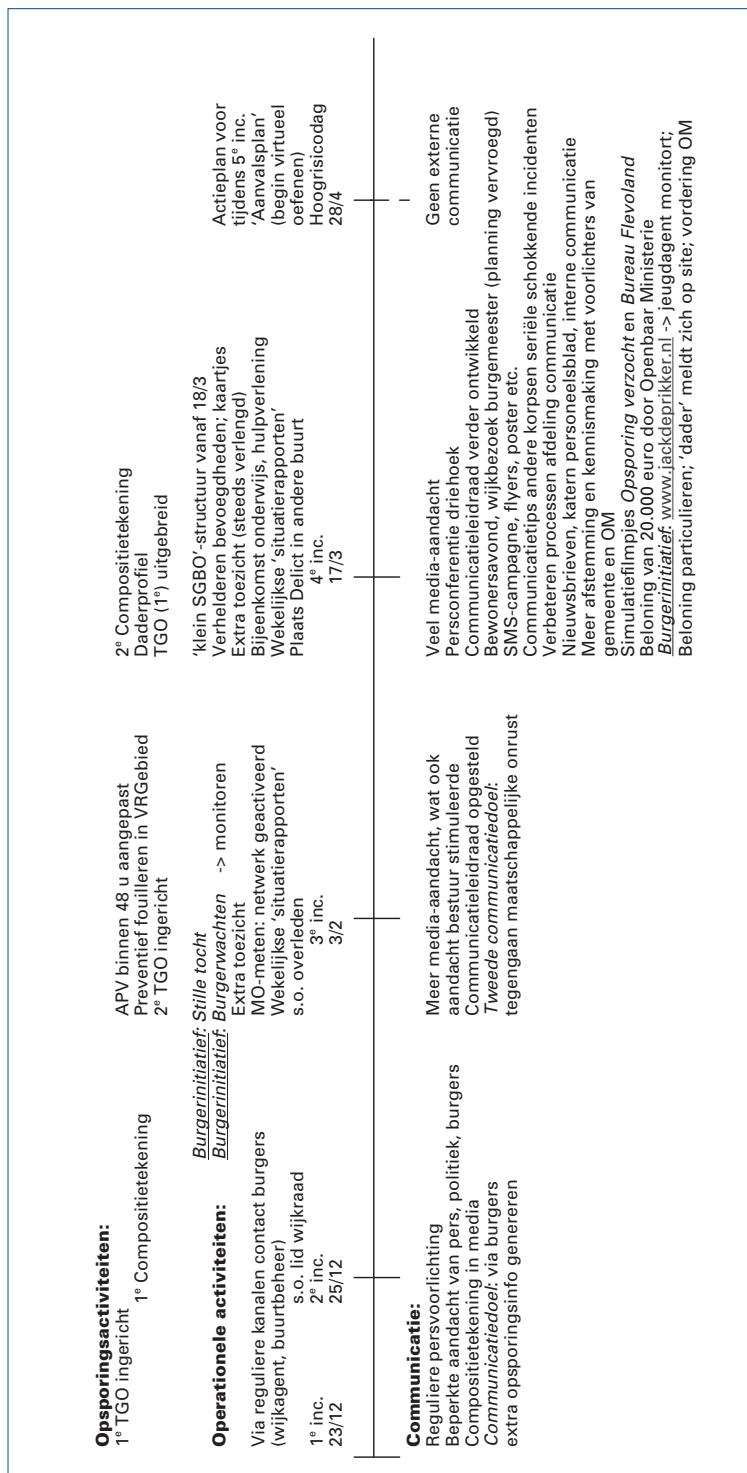 Opsporingsactiviteiten:
1e TGO ingericht
1e Compositietekening
APV binnen 48 u aangepast
Preventief fouilleren in VRGebied
2e TGO ingericht
2e Compositietekening
Daderprofiel
TGO (1e) uitgebreid
Burgerinitiatief: Stille tocht
Burgerinitiatief: Burgerwachten -> monitoren
Operationele activiteiten:
Via reguliere kanalen contact burgers
(wijkagent, buurtbeheer)
s.o. lid wijkraad
1e inc.
23/12
2e inc.
25/12
Extra toezicht
MO-meten: netwerk geactiveerd
Wekelijkse ‘situatierapporten’
s.o. overleden
3e inc.
3/2
‘klein SGBO’-structuur vanaf 18/3
Verhelderen bevoegdheden; kaartjes
Extra toezicht (steeds verlengd)
Bijeenkomst onderwijs, hulpverlening
Wekelijkse ‘situatierapporten’
Plaats Delict in andere buurt
4e inc.
17/3
Actieplan voor
tijdens 5e inc.
‘Aanvalsplan’
(begin virtueel
oefenen)
Hoogrisicodag
28/4
Communicatie:
Reguliere persvoorlichting
Beperkte aandacht van pers, politiek, burgers
Compositietekening in media
Communicatiedoel: via burgers
extra opsporingsinfo genereren
Meer media-aandacht, wat ook
aandacht bestuur stimuleerde
Communicatieleidraad opgesteld
Tweede communicatiedoel:
tegengaan maatschappelijke onrust
Veel media-aandacht
Persconferentie driehoek
Communicatieleidraad verder ontwikkeld
Bewonersavond, wijkbezoek burgemeester (planning vervroegd)
SMS-campagne, flyers, poster etc.
Communicatietips andere korpsen seriële schokkende incidenten
Verbeteren processen afdeling communicatie
Nieuwsbrieven, katern personeelsblad, interne communicatie
Meer afstemming en kennismaking met voorlichters van
gemeente en OM
Simulatiefilmpjes Opsporing verzocht en Bureau Flevoland
Beloning van 20.000 euro door Openbaar Ministerie
Burgerinitiatief: www.jackdeprikker.nl -> jeugdagent monitort;
Beloning particulieren; ‘dader’ meldt zich op site; vordering OM
Geen externe
communicatie